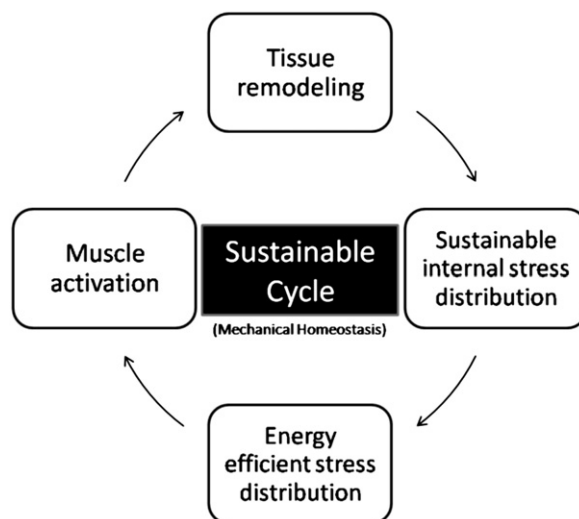 Tissue
remodeling
Muscle
activation
Sustainable
Cycle
(Mechanical Homeostasis)
Sustainable
internal stress
distribution
Energy
efficient stress
distribution